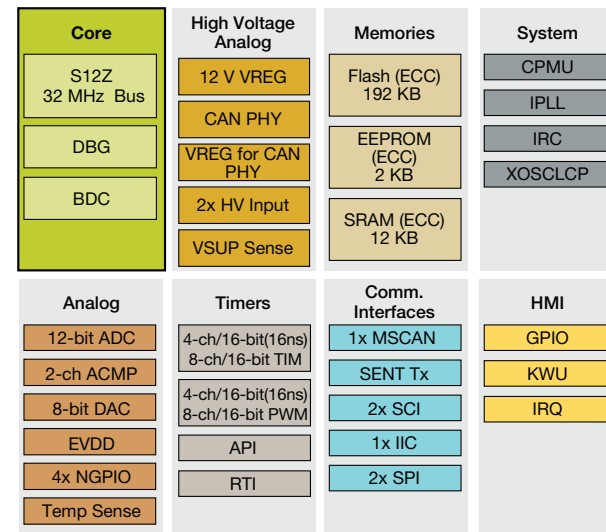 Core
S12Z
32 MHz Bus
DBG
BDC
High Voltage
Analog
12 V VREG
CAN PHY
VREG for CAN
PHY
2x HV Input
VSUP Sense
Memories
Flash (ECC)
192 KB
EEPROM
(ECC)
2 KB
SRAM (ECC)
12 KB
System
CPMU
IPLL
IRC
XOSCLCP
Analog
12-bit ADC
2-ch ACMP
8-bit DAC
EVDD
4x NGPIO
Temp Sense
Timers
4-ch/16-bit(16ns)
8-ch/16-bit TIM
4-ch/16-bit(16ns)
8-ch/16-bit PWM
API
RTI
Comm.
Interfaces
1x MSCAN
SENT Tx
2x SCI
1x IIC
2x SPI
HMI
GPIO
KWU
IRQ